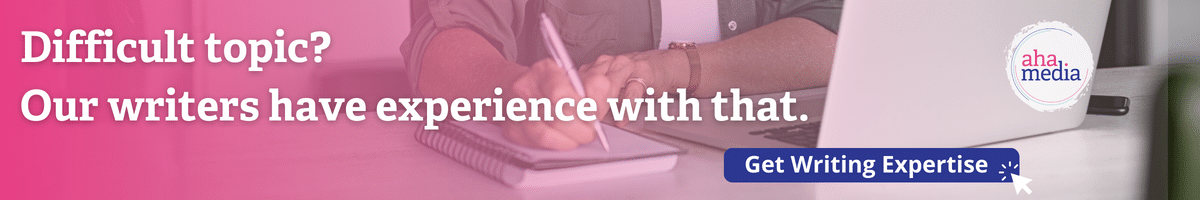 Difficult topic?
Our writers have experience with that.
aha
media
Get Writing Expertise